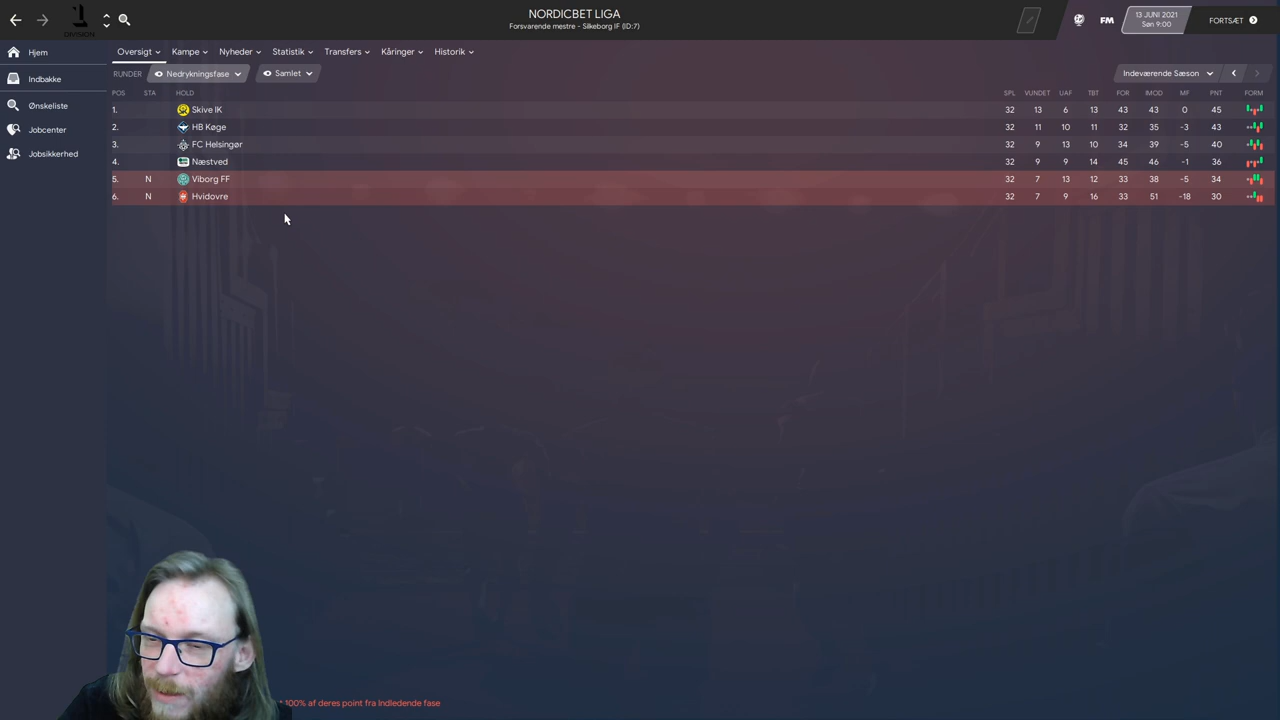 NORDICBET LIGA
Forsvarende mestre - Silkeborg IF (ID:7)
DIVISION
FM
13 JUNI 2021
Søn 9:00
FORTSÆT
Hjem
Indbakke
Ønskeliste
Jobcenter
Jobsikkerhed
Oversigt Kampe Nyheder Statistik Transfers Kåringer Historik
RUNDER Nedrykningsfase Samlet Indeværende Sæson
POS STA HOLD SPL VUNDET UAF TBT FOR IMOD MF PNT FORM
1. Skive IK 32 13 6 13 43 43 0 45
2. HB Køge 32 11 10 11 32 35 -3 43
3. FC Helsingør 32 9 13 10 34 39 -5 40
4. Næstved 32 9 9 14 45 46 -1 36
5. N Viborg FF 32 7 13 12 33 38 -5 34
6. N Hvidovre 32 7 9 16 33 51 -18 30
100% af deres point fra Indledende fase